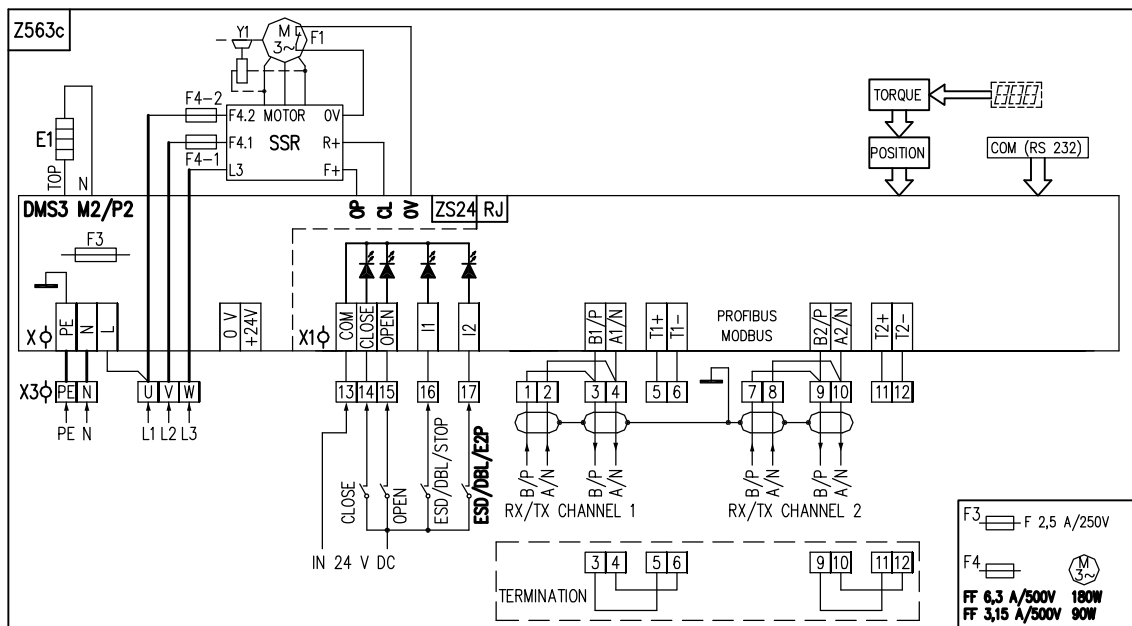 Z563c
Y1
M
3~
F1
F4-2
F4.2 MOTOR 0V
F4.1 SSR R+
L3 F+
F4-1
E1
TOP
N
TORQUE
POSITION
COM (RS 232)
DMS3 M2/P2
OP
CL
0V
ZS24 RJ
F3
X
PE
N
L
0 V
+24V
X1
COM
CLOSE
OPEN
I1
I2
B1/P
A1/N
T1+
T1-
PROFIBUS
MODBUS
B2/P
A2/N
T2+
T2-
X3
PE N
U V W
13 14 15 16 17
1 2 3 4 5 6
7 8 9 10 11 12
PE N
L1 L2 L3
CLOSE
OPEN
ESD/DBL/STOP
ESD/DBL/E2P
IN 24 V DC
B/P
A/N
B/P
A/N
RX/TX CHANNEL 1
B/P
A/N
B/P
A/N
RX/TX CHANNEL 2
TERMINATION
3 4 5 6
9 10 11 12
F3 F 2,5 A/250V
F4
M
3~
FF 6,3 A/500V 180W
FF 3,15 A/500V 90W